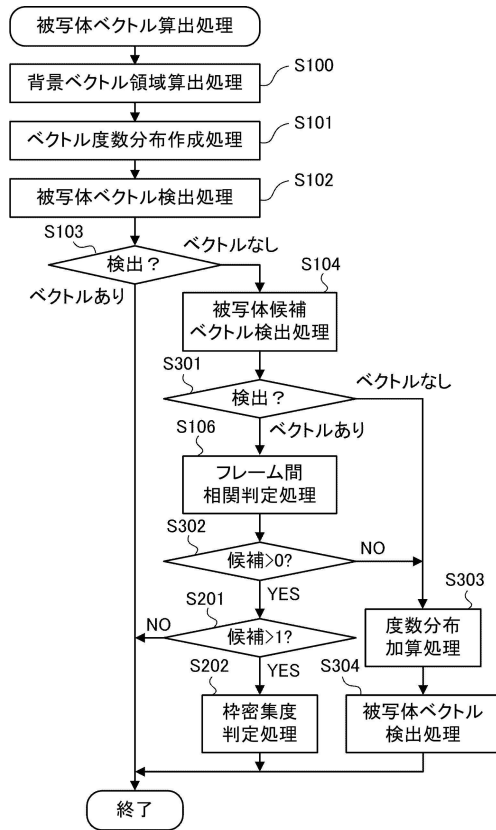 被写体ベクトル算出処理
S100
背景ベクトル領域算出処理
S101
ベクトル度数分布作成処理
S102
被写体ベクトル検出処理
S103
ベクトルなし
検出?
S104
ベクトルあり
被写体候補
ベクトル検出処理
S301
ベクトルなし
検出?
ベクトルあり
S106
フレーム間
相関判定処理
S302
候補>0?
NO
YES
S303
S201
NO
候補>1?
度数分布
加算処理
YES
S202
S304
枠密集度
判定処理
被写体ベクトル
検出処理
終了